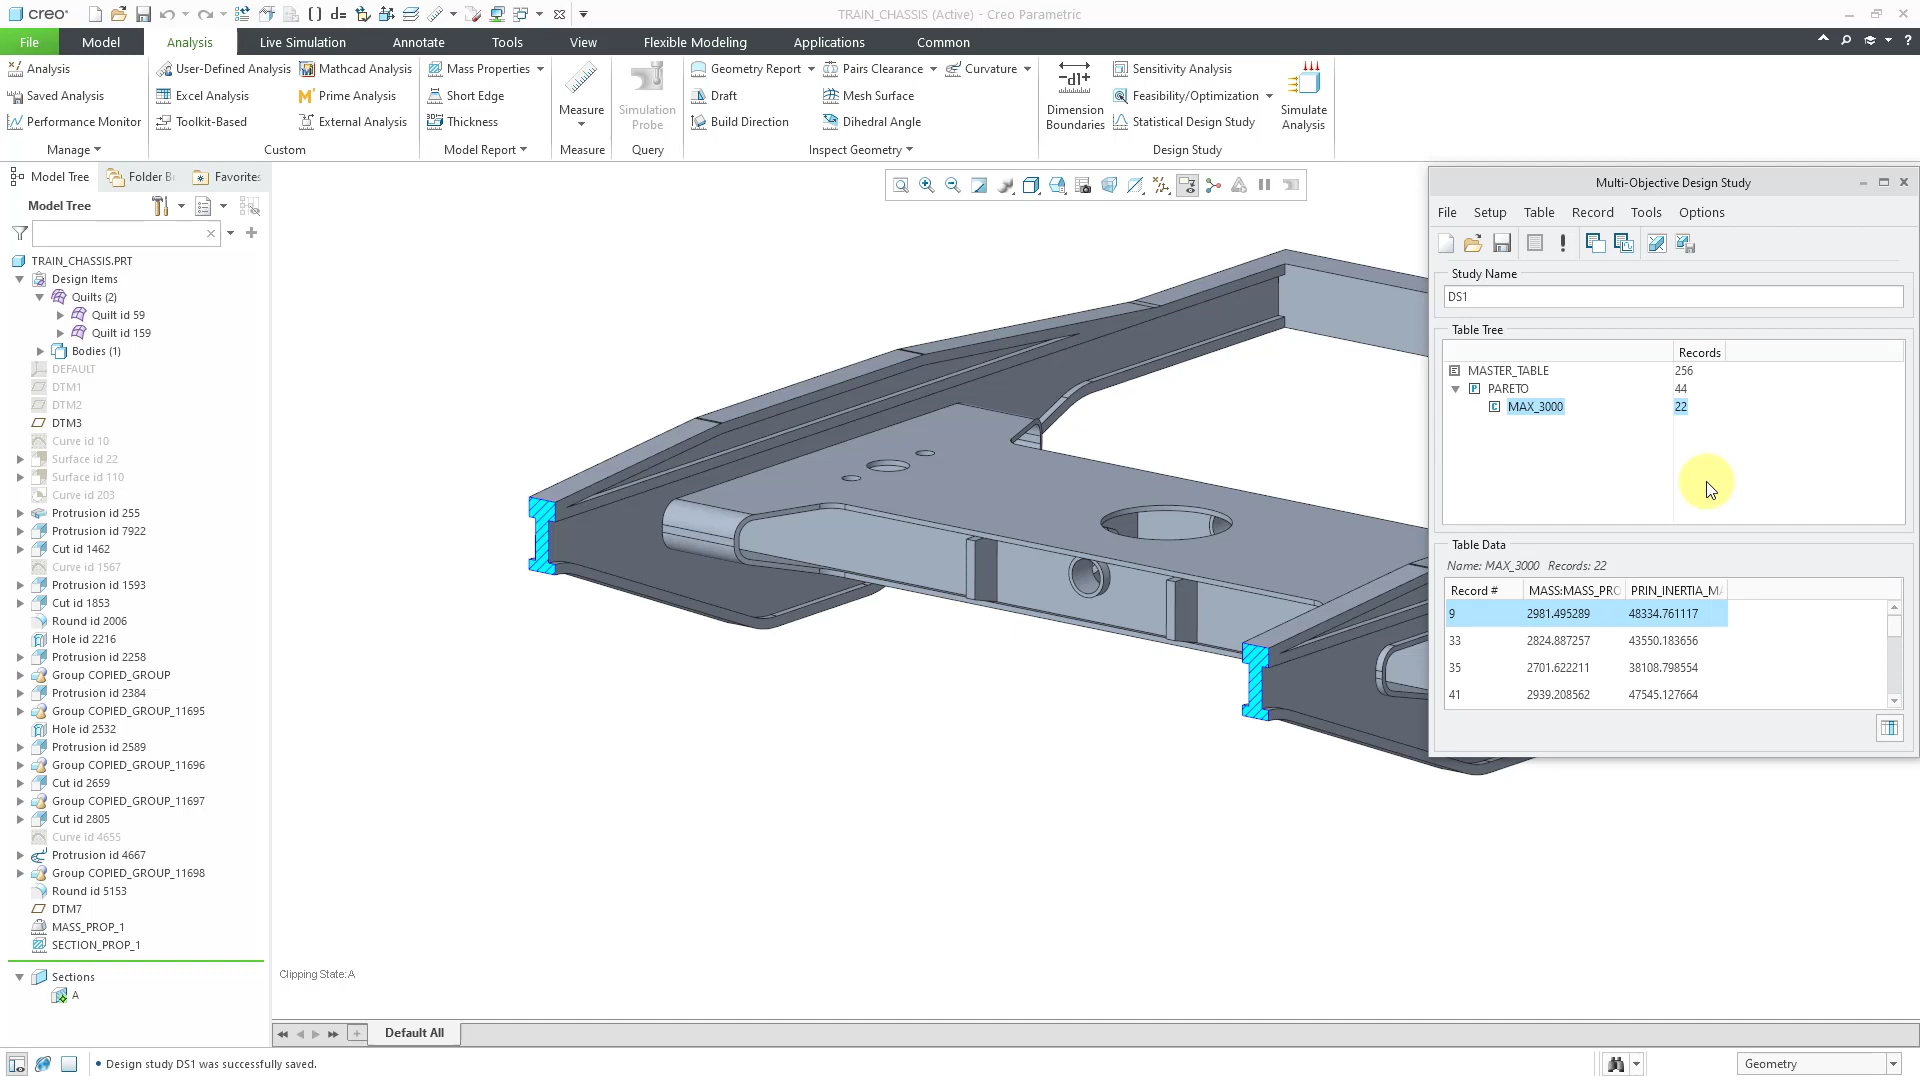 creo
TRAIN_CHASSIS (Active) - Creo Parametric
File Model Analysis Live Simulation Annotate Tools View Flexible Modeling Applications Common
Analysis
Saved Analysis
Performance Monitor
Manage
User-Defined Analysis
Excel Analysis
Toolkit-Based
Mathcad Analysis
Prime Analysis
External Analysis
Custom
Mass Properties
Short Edge
Thickness
Model Report
Measure
Measure
Simulation
Probe
Query
Geometry Report
Draft
Build Direction
Pairs Clearance
Mesh Surface
Dihedral Angle
Curvature
Inspect Geometry
Dimension
Boundaries
Sensitivity Analysis
Feasibility/Optimization
Statistical Design Study
Simulate
Analysis
Design Study
Model Tree
Folder B
Favorites
Model Tree
TRAIN_CHASSIS.PRT
Design Items
Quilts (2)
Quilt id 59
Quilt id 159
Bodies (1)
DEFAULT
DTM1
DTM2
DTM3
Curve id 10
Surface id 22
Surface id 110
Curve id 203
Protrusion id 255
Protrusion id 7922
Cut id 1462
Curve id 1567
Protrusion id 1593
Cut id 1853
Round id 2006
Hole id 2216
Protrusion id 2258
Group COPIED_GROUP
Protrusion id 2384
Group COPIED_GROUP_11695
Hole id 2532
Protrusion id 2589
Group COPIED_GROUP_11696
Cut id 2659
Group COPIED_GROUP_11697
Cut id 2805
Curve id 4655
Protrusion id 4667
Group COPIED_GROUP_11698
Round id 5153
DTM7
MASS_PROP_1
SECTION_PROP_1
Sections
A
Clipping State: A
Default All
Multi-Objective Design Study
File Setup Table Record Tools Options
Study Name
DS1
Table Tree
Records
MASTER_TABLE 256
PARETO 44
MAX_3000 22
Table Data
Name: MAX_3000 Records: 22
Record # MASS:MASS_PRO PRIN_INERTIA_MA
9 2981.495289 48334.761117
33 2824.887257 43550.183656
35 2701.622211 38108.798554
41 2939.208562 47545.127664
Design study DS1 was successfully saved.
Geometry